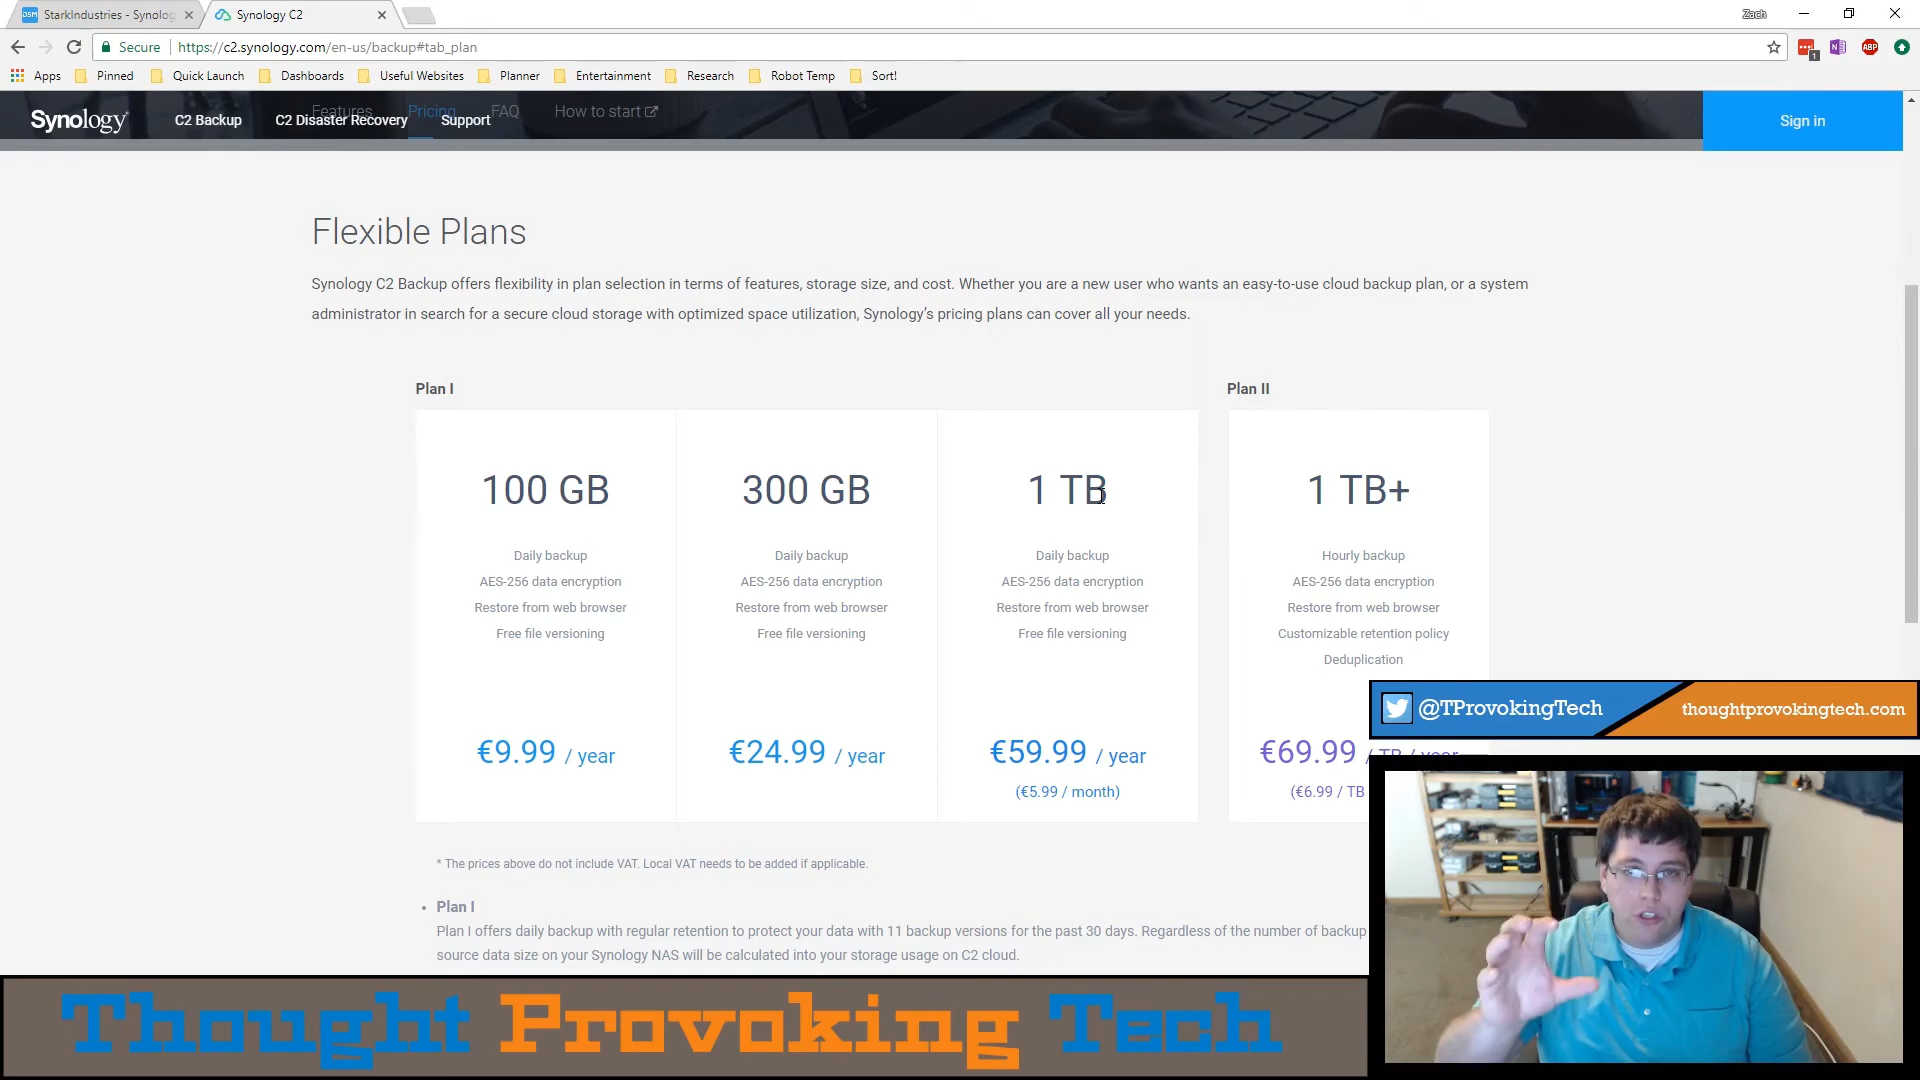 StarkIndustries - Synolog
Synology C2
Zach
Secure
https://c2.synology.com/en-us/backup#tab_plan
1
ABP
Apps
Pinned
Quick Launch
Dashboards
Useful Websites
Planner
Entertainment
Research
Robot Temp
Sort!
Features
Pricing
FAQ
How to start
Synology
C2 Backup
C2 Disaster Recovery
Support
Sign in
Flexible Plans
Synology C2 Backup offers flexibility in plan selection in terms of features, storage size, and cost. Whether you are a new user who wants an easy-to-use cloud backup plan, or a system
administrator in search for a secure cloud storage with optimized space utilization, Synology's pricing plans can cover all your needs.
Plan I
100 GB
Daily backup
AES-256 data encryption
Restore from web browser
Free file versioning
€9.99 / year
300 GB
Daily backup
AES-256 data encryption
Restore from web browser
Free file versioning
€24.99 / year
1 TB
Daily backup
AES-256 data encryption
Restore from web browser
Free file versioning
€59.99 / year
(€5.99 / month)
Plan II
1 TB+
Hourly backup
AES-256 data encryption
Restore from web browser
Customizable retention policy
Deduplication
€69.99 / TB / year
(€6.99 / TB
* The prices above do not include VAT. Local VAT needs to be added if applicable.
• Plan I
Plan I offers daily backup with regular retention to protect your data with 11 backup versions for the past 30 days. Regardless of the number of backup
source data size on your Synology NAS will be calculated into your storage usage on C2 cloud.
@TProvokingTech
thoughtprovokingtech.com
Thought Provoking Tech